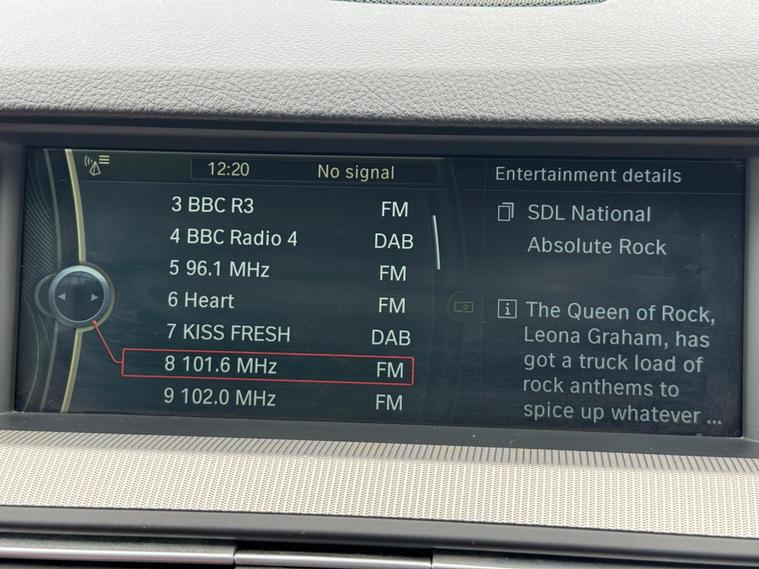 12:20 No signal
3 BBC R3 FM
4 BBC Radio 4 DAB
5 96.1 MHz FM
6 Heart FM
7 KISS FRESH DAB
8 101.6 MHz FM
9 102.0 MHz FM
Entertainment details
SDL National
Absolute Rock
The Queen of Rock,
Leona Graham, has
got a truck load of
rock anthems to
spice up whatever ...